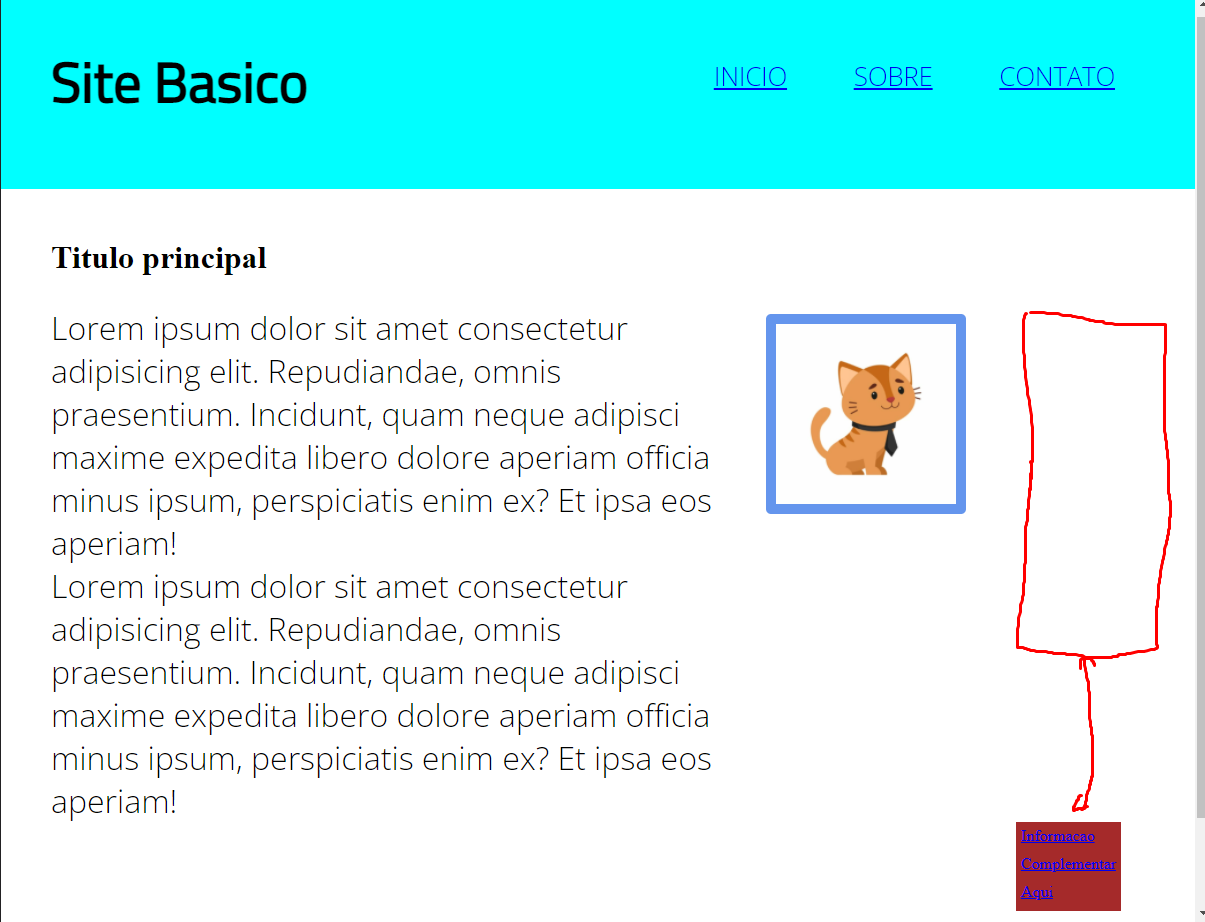 Site Basico
INICIO SOBRE CONTATO
Titulo principal
Lorem ipsum dolor sit amet consectetur
adipisicing elit. Repudiandae, omnis
praesentium. Incidunt, quam neque adipisci
maxime expedita libero dolore aperiam officia
minus ipsum, perspiciatis enim ex? Et ipsa eos
aperiam!
Lorem ipsum dolor sit amet consectetur
adipisicing elit. Repudiandae, omnis
praesentium. Incidunt, quam neque adipisci
maxime expedita libero dolore aperiam officia
minus ipsum, perspiciatis enim ex? Et ipsa eos
aperiam!
Informacao
Complementar
Aqui